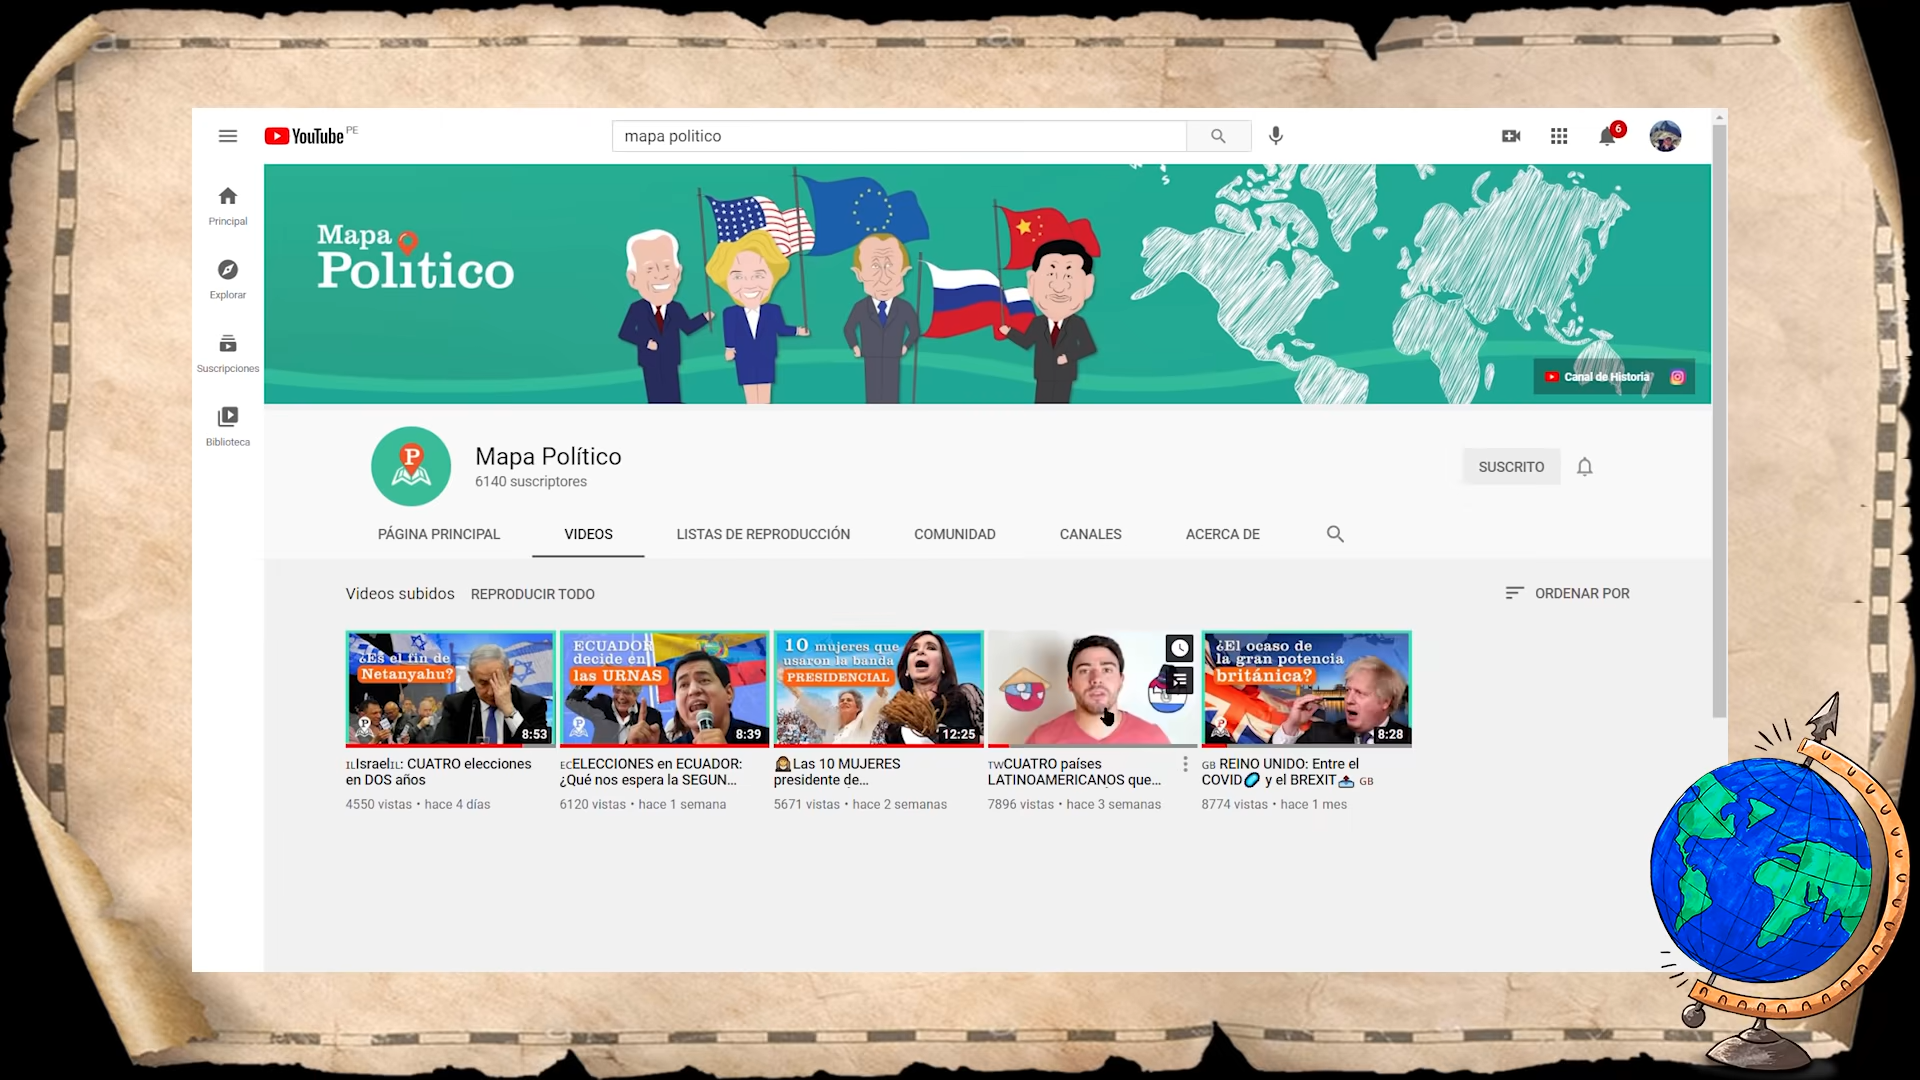 YouTube PE
mapa politico
6
Principal
Explorar
Suscripciones
Biblioteca
Mapa
Político
Canal de Historia
Mapa Político
6140 suscriptores
SUSCRITO
PÁGINA PRINCIPAL
VIDEOS
LISTAS DE REPRODUCCIÓN
COMUNIDAD
CANALES
ACERCA DE
Videos subidos
REPRODUCIR TODO
ORDENAR POR
¿Es el fin de
Netanyahu?
8:53
ILIsraelIL: CUATRO elecciones
en DOS años
4550 vistas • hace 4 días
ECUADOR
decide en
las URNAS
8:39
ECELECCIONES en ECUADOR:
¿Qué nos espera la SEGUN...
6120 vistas • hace 1 semana
10 mujeres que
usaron la banda
PRESIDENCIAL
12:25
Las 10 MUJERES
presidente de...
5671 vistas • hace 2 semanas
TWCUATRO países
LATINOAMERICANOS que...
7896 vistas • hace 3 semanas
¿El ocaso de
la gran potencia
británica?
8:28
GB REINO UNIDO: Entre el
COVID y el BREXIT GB
8774 vistas • hace 1 mes